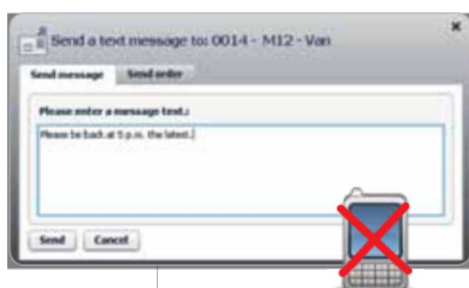 Send a text message to: 0014 - M12 - Van
Send message Send order
Please enter a message text.:
Please be back at 5 p.m. the latest.
Send Cancel